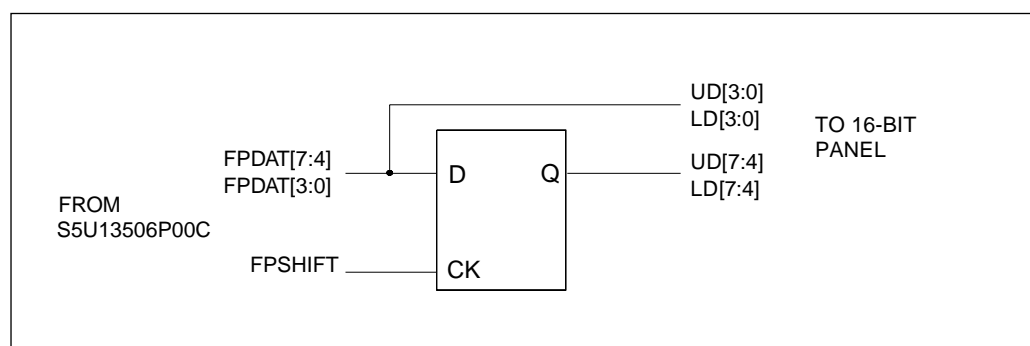 UD[3:0]
LD[3:0]
TO 16-BIT
PANEL
FPDAT[7:4]
FPDAT[3:0]
D
Q
UD[7:4]
LD[7:4]
FROM
S5U13506P00C
FPSHIFT
CK